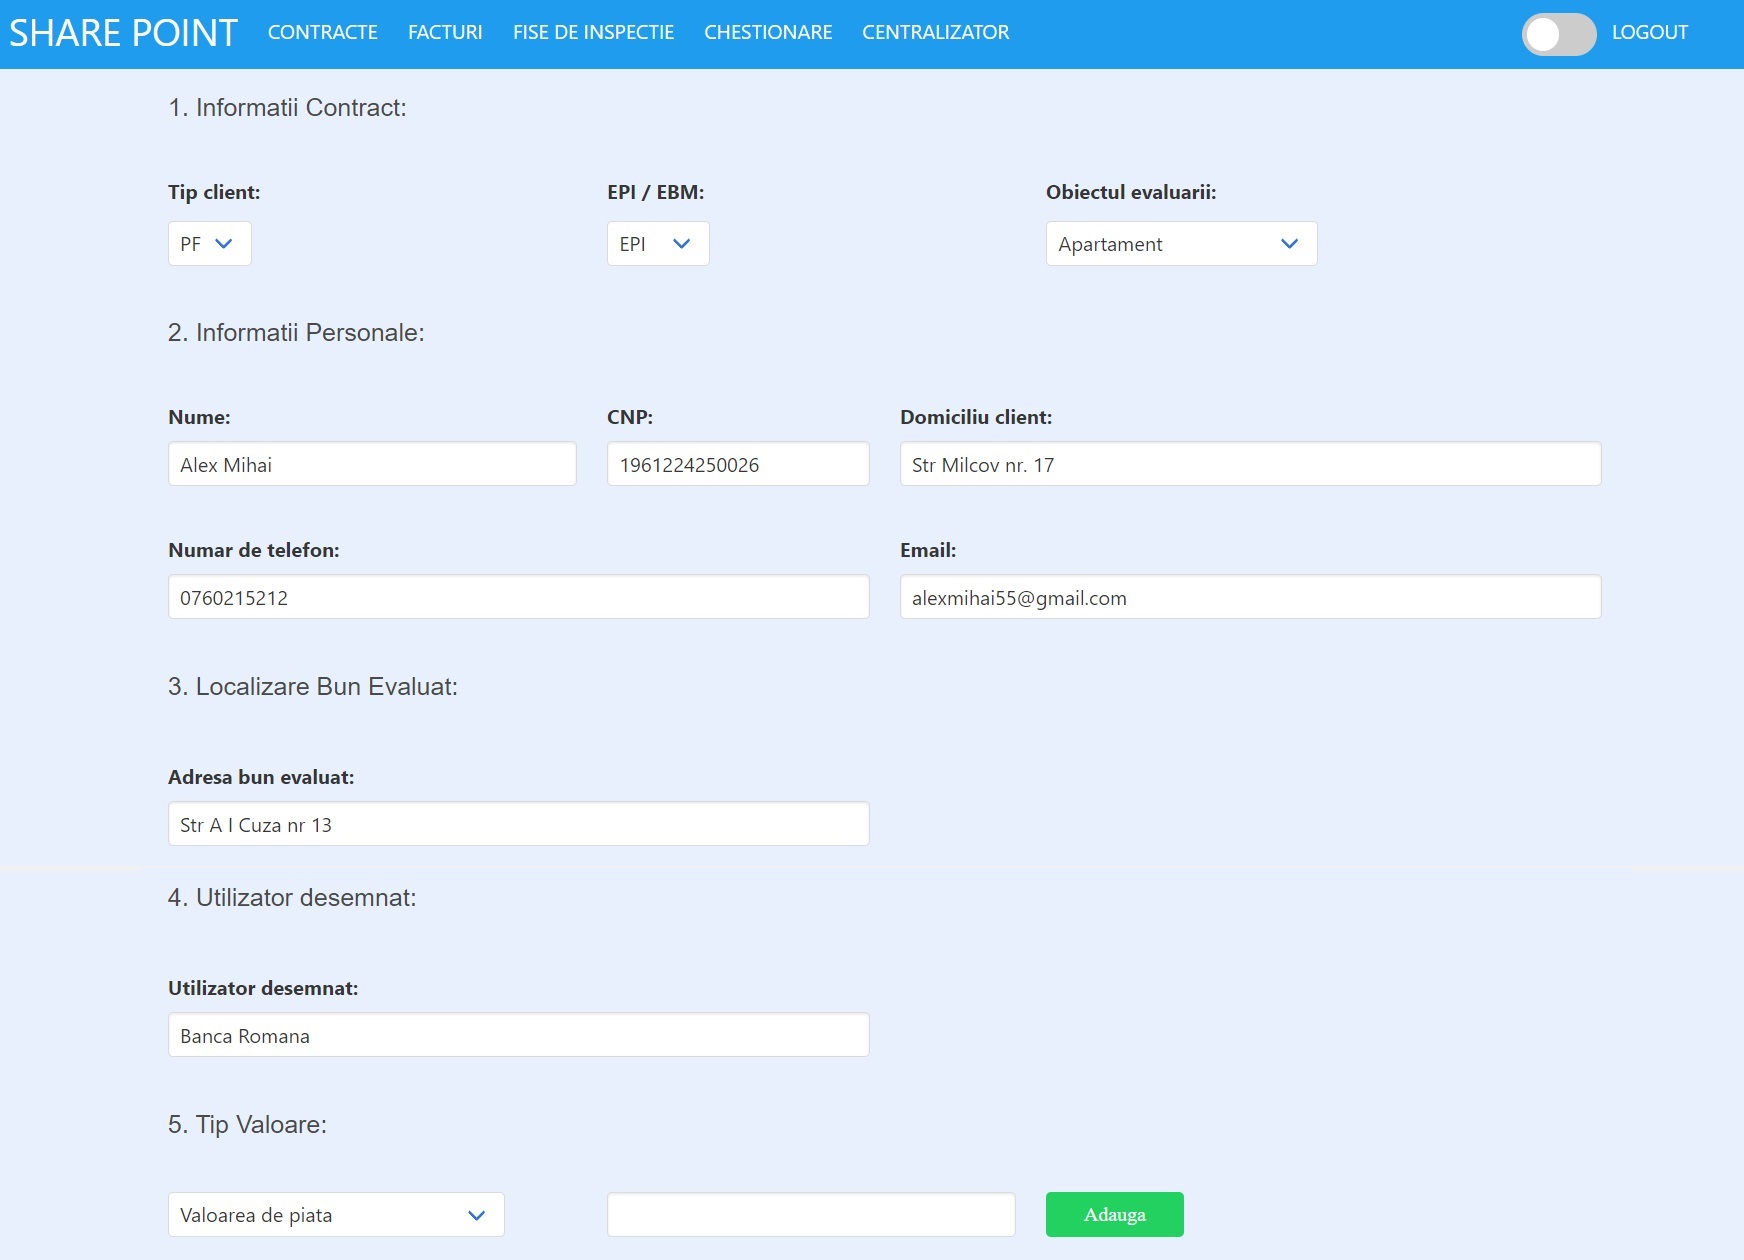 SHARE POINT CONTRACTE FACTURI FISE DE INSPECTIE CHESTIONARE CENTRALIZATOR LOGOUT
1. Informatii Contract:
Tip client: EPI / EBM: Obiectul evaluarii:
PF EPI Apartament
2. Informatii Personale:
Nume: CNP: Domiciliu client:
Alex Mihai 1961224250026 Str Milcov nr. 17
Numar de telefon: Email:
0760215212 alexmihai55@gmail.com
3. Localizare Bun Evaluat:
Adresa bun evaluat:
Str A I Cuza nr 13
4. Utilizator desemnat:
Utilizator desemnat:
Banca Romana
5. Tip Valoare:
Valoarea de piata Adauga